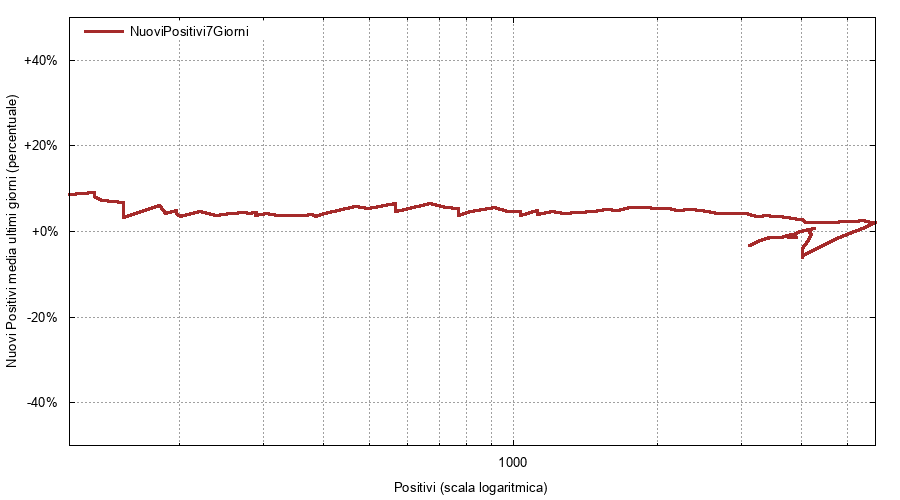 NuoviPositivi7Giorni
+40%
+20%
+0%
-20%
-40%
Nuovi Positivi media ultimi giorni (percentuale)
1000
Positivi (scala logaritmica)